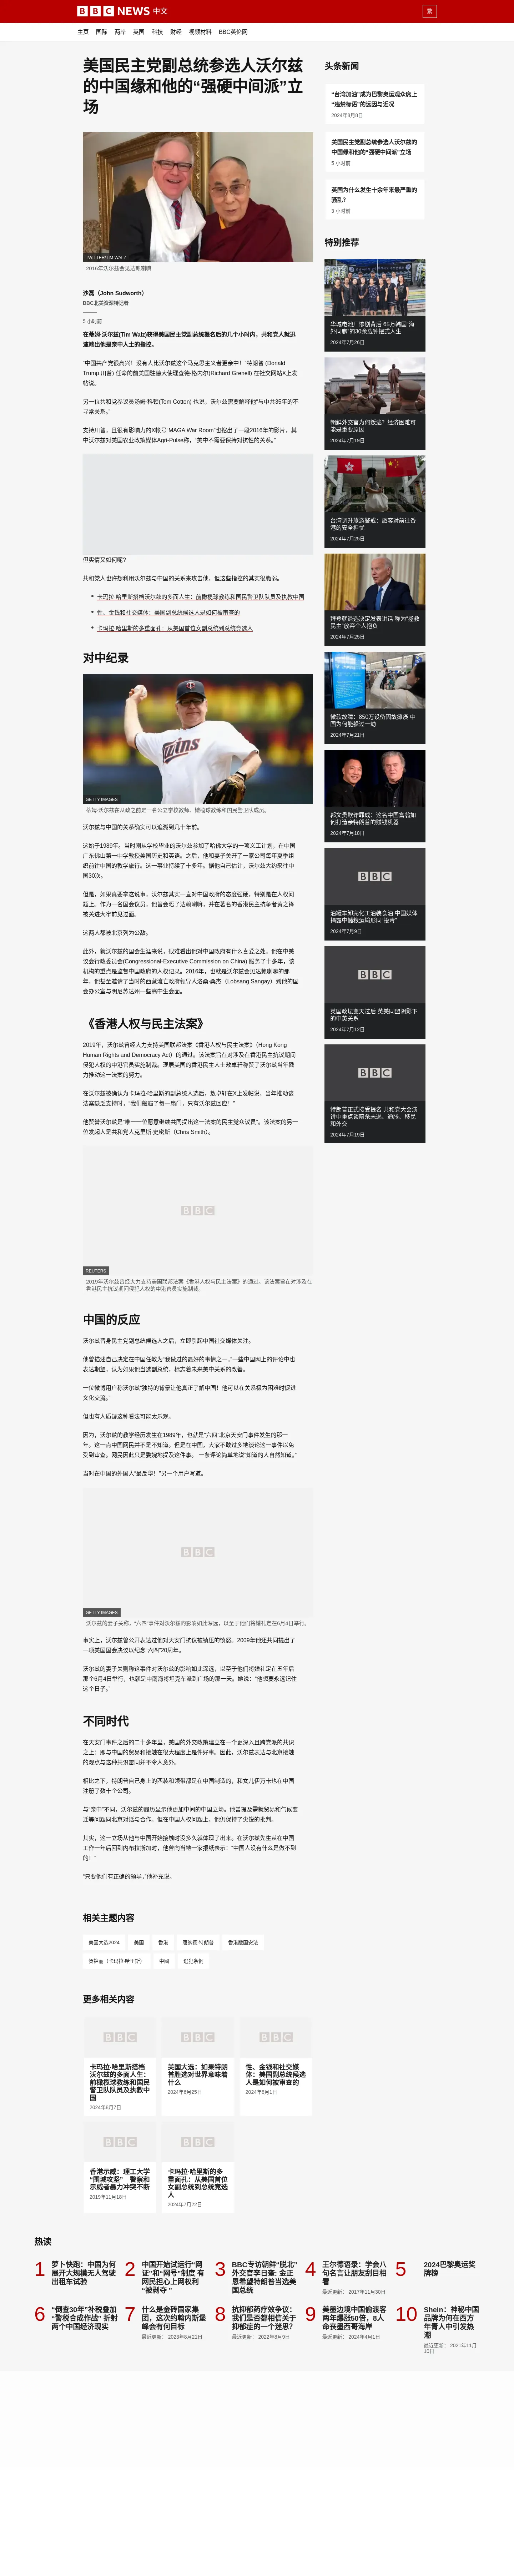 BBC NEWS 中文
繁
主页 国际 两岸 英国 科技 财经 视频材料 BBC英伦网
美国民主党副总统参选人沃尔兹
的中国缘和他的“强硬中间派”立
场
TWITTER/TIM WALZ
2016年沃尔兹会见达赖喇嘛
沙磊（John Sudworth）
BBC北美资深特记者
5 小时前
在蒂姆·沃尔兹(Tim Walz)获得美国民主党副总统提名后的几个小时内，共和党人就迅
速端出他是亲中人士的指控。
“中国共产党很高兴！没有人比沃尔兹这个马克思主义者更亲中！”特朗普 (Donald
Trump 川普) 任命的前美国驻德大使理查德·格内尔(Richard Grenell) 在社交网站X上发
帖说。
另一位共和党参议员汤姆·科顿(Tom Cotton) 也说，沃尔兹需要解释他“与中共35年的不
寻常关系。”
支持川普，且很有影响力的X帐号“MAGA War Room”也挖出了一段2016年的影片，其
中沃尔兹对美国农业政策媒体Agri-Pulse称，“美中不需要保持对抗性的关系。”
但实情又如何呢？
共和党人也许想利用沃尔兹与中国的关系来攻击他，但这些指控的其实很脆弱。
卡玛拉·哈里斯搭档沃尔兹的多面人生：前橄榄球教练和国民警卫队队员及执教中国
性、金钱和社交媒体：美国副总统候选人是如何被审查的
卡玛拉·哈里斯的多重面孔：从美国首位女副总统到总统竞选人
对中纪录
GETTY IMAGES
蒂姆·沃尔兹在从政之前是一名公立学校教师、橄榄球教练和国民警卫队成员。
沃尔兹与中国的关系确实可以追溯到几十年前。
这始于1989年。当时刚从学校毕业的沃尔兹参加了哈佛大学的一项义工计划，在中国
广东佛山第一中学教授美国历史和英语。之后，他和妻子关开了一家公司每年夏季组
织前往中国的教学旅行。这一事业持续了十多年。据他自己估计，沃尔兹大约来往中
国30次。
但是，如果真要拿这说事，沃尔兹其实一直对中国政府的态度强硬，特别是在人权问
题上。作为一名国会议员，他曾会晤了达赖喇嘛，并在著名的香港民主抗争者黄之锋
被关进大牢前见过面。
这两人都被北京列为公敌。
此外，就沃尔兹的国会生涯来说，很难看出他对中国政府有什么喜爱之处。他在中美
议会行政委员会(Congressional-Executive Commission on China) 服务了十多年，该
机构的重点是监督中国政府的人权记录。2016年，也就是沃尔兹会见达赖喇嘛的那
年，他甚至邀请了当时的西藏流亡政府领导人洛桑·桑杰（Lobsang Sangay）到他的国
会办公室与明尼苏达州一些高中生会面。
《香港人权与民主法案》
2019年，沃尔兹曾经大力支持美国联邦法案《香港人权与民主法案》（Hong Kong
Human Rights and Democracy Act）的通过。该法案旨在对涉及在香港民主抗议期间
侵犯人权的中港官员实施制裁。现居美国的香港民主人士敖卓轩称赞了沃尔兹当年致
力推动这一法案的努力。
在沃尔兹被确认为卡玛拉·哈里斯的副总统人选后，敖卓轩在X上发帖说，当年推动该
法案缺乏支持时，“我们敲遍了每一扇门，只有沃尔兹回应！”
他赞誉沃尔兹是“唯一一位愿意继续共同提出这一法案的民主党众议员”。该法案的另一
位发起人是共和党人克里斯·史密斯（Chris Smith）。
REUTERS
2019年沃尔兹曾经大力支持美国联邦法案《香港人权与民主法案》的通过。该法案旨在对涉及在
香港民主抗议期间侵犯人权的中港官员实施制裁。
中国的反应
沃尔兹晋身民主党副总统候选人之后，立即引起中国社交媒体关注。
他曾描述自己决定在中国任教为“我做过的最好的事情之一。”一些中国网上的评论中也
表达期望，认为如果他当选副总统，标志着未来美中关系的改善。
一位微博用户称沃尔兹“独特的背景让他真正了解中国！他可以在关系极为困难时促进
文化交流。”
但也有人质疑这种看法可能太乐观。
因为，沃尔兹的教学经历发生在1989年，也就是“六四”北京天安门事件发生的那一
年。这一点中国网民并不是不知道。但是在中国，大家不敢过多地谈论这一事件以免
受到审查。网民因此只是委婉地提及这件事。一 条评论简单地说“知道的人自然知道。”
当时在中国的外国人“最反华！”另一个用户写道。
GETTY IMAGES
沃尔兹的妻子关称，“六四”事件对沃尔兹的影响如此深远，以至于他们将婚礼定在6月4日举行。
事实上，沃尔兹曾公开表达过他对天安门抗议被镇压的愤怒。2009年他还共同提出了
一项美国国会决议以纪念“六四”20周年。
沃尔兹的妻子关则称这事件对沃尔兹的影响如此深远，以至于他们将婚礼定在五年后
那个6月4日举行，也就是中南海将坦克车派到广场的那一天。她说：“他想要永远记住
这个日子。”
不同时代
在天安门事件之后的二十多年里，美国的外交政策建立在一个更深入且跨党派的共识
之上：即与中国的贸易和接触在很大程度上是件好事。因此，沃尔兹表达与北京接触
的观点与这种共识雷同并不令人意外。
相比之下，特朗普自己身上的西装和领带都是在中国制造的，和女儿伊万卡也在中国
注册了数十个公司。
与“亲中”不同，沃尔兹的履历显示他更加中间的中国立场。他曾提及需就贸易和气候变
迁等问题同北京对话与合作。但在中国人权问题上，他仍保持了尖锐的批判。
其实，这一立场从他与中国开始接触时没多久就体现了出来。在沃尔兹先生从在中国
工作一年后回到内布拉斯加时，他曾向当地一家报纸表示：“中国人没有什么是做不到
的！”
“只要他们有正确的领导，”他补充说。
相关主题内容
美国大选2024 美国 香港 唐纳德·特朗普 香港版国安法
贺锦丽（卡玛拉·哈里斯） 中國 逃犯条例
更多相关内容
卡玛拉·哈里斯搭档
沃尔兹的多面人生：
前橄榄球教练和国民
警卫队队员及执教中
国
2024年8月7日
美国大选：如果特朗
普胜选对世界意味着
什么
2024年6月25日
性、金钱和社交媒
体：美国副总统候选
人是如何被审查的
2024年8月1日
香港示威：理工大学
“围城攻坚” 警察和
示威者暴力冲突不断
2019年11月18日
卡玛拉·哈里斯的多
重面孔：从美国首位
女副总统到总统竞选
人
2024年7月22日
头条新闻
“台湾加油”成为巴黎奥运观众席上
“违禁标语”的远因与近况
2024年8月8日
美国民主党副总统参选人沃尔兹的
中国缘和他的“强硬中间派”立场
5 小时前
英国为什么发生十余年来最严重的
骚乱？
3 小时前
特别推荐
华城电池厂惨剧背后 65万韩国“海
外同胞”的30余载钟摆式人生
2024年7月26日
朝鲜外交官为何叛逃？经济困难可
能是重要原因
2024年7月19日
台湾调升旅游警戒：旅客对前往香
港的安全担忧
2024年7月25日
拜登就退选决定发表讲话 称为“拯救
民主”放弃个人抱负
2024年7月25日
微软故障：850万设备因故瘫痪 中
国为何能躲过一劫
2024年7月21日
郭文贵欺诈罪成：这名中国富翁如
何打造亲特朗普的赚钱机器
2024年7月18日
BBC
油罐车卸完化工油装食油 中国媒体
揭露中储粮运输形同“投毒”
2024年7月9日
BBC
英国政坛变天过后 英美同盟阴影下
的中英关系
2024年7月12日
BBC
特朗普正式接受提名 共和党大会演
讲中重点谈暗杀未遂、通胀、移民
和外交
2024年7月19日
热读
1 萝卜快跑：中国为何
展开大规模无人驾驶
出租车试验
2 中国开始试运行“网
证”和“网号”制度 有
网民担心上网权利
“被剥夺 ”
3 BBC专访朝鲜“脱北”
外交官李日奎: 金正
恩希望特朗普当选美
国总统
4 王尔德语录：学会八
句名言让朋友刮目相
看
最近更新： 2017年11月30日
5 2024巴黎奥运奖
牌榜
6 "倒查30年"补税叠加
“警税合成作战” 折射
两个中国经济现实
7 什么是金砖国家集
团，这次约翰内斯堡
峰会有何目标
最近更新： 2023年8月21日
8 抗抑郁药疗效争议：
我们是否都相信关于
抑郁症的一个迷思？
最近更新： 2022年8月9日
9 美墨边境中国偷渡客
两年爆涨50倍，8人
命丧墨西哥海岸
最近更新： 2024年4月1日
10 Shein：神秘中国
品牌为何在西方
年青人中引发热
潮
最近更新： 2021年11月
10日